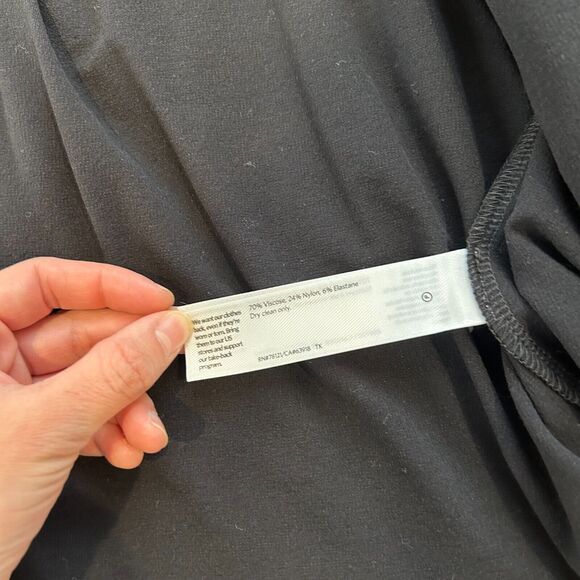 We want our clothes
back, even if they're
worn or torn. Bring
them to our US
stores and support
our take-back
program.
70% Viscose, 24% Nylon, 6% Elastane
Dry clean only.
RN#78121/CA#63918 TX
P